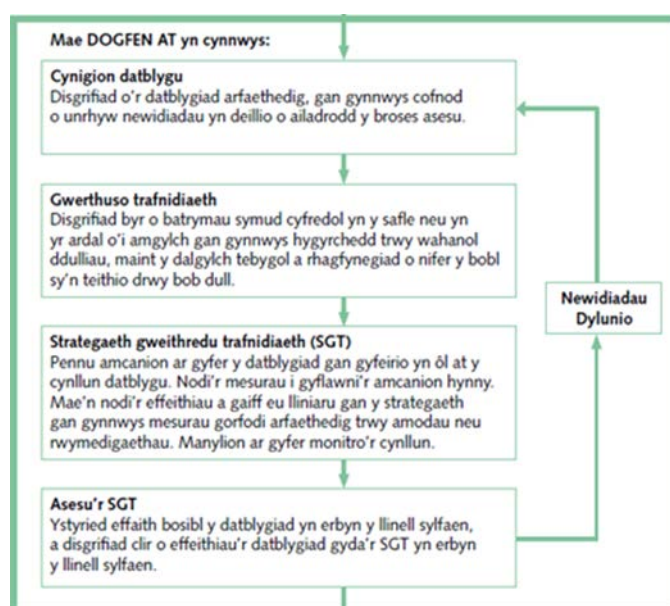 Mae DOGFEN AT yn cynnwys:
Cynigion datblygu
Disgrifiad o'r datblygiad arfaethedig, gan gynnwys cofnod
o unrhyw newidiadau yn deillio o ailadrodd y broses asesu.
Gwerthuso trafnidiaeth
Disgrifiad byr o batrymau symud cyfredol yn y safle neu yn
yr ardal o'i amgylch gan gynnwys hygyrchedd trwy wahanol
ddulliau, maint y dalgylch tebygol a rhagfynegiad o nifer y bobl
sy'n teithio drwy bob dull.
Strategaeth gweithredu trafnidiaeth (SGT)
Pennu amcanion ar gyfer y datblygiad gan gyfeirio yn ôl at y
cynllun datblygu. Nodi'r mesurau i gyflawni'r amcanion hynny.
Mae'n nodi'r effeithiau a gaiff eu lliniaru gan y strategaeth
gan gynnwys mesurau gorfodi arfaethedig trwy amodau neu
rwymedigaethau. Manylion ar gyfer monitro'r cynllun.
Asesu'r SGT
Ystyried effaith bosibl y datblygiad yn erbyn y llinell sylfaen,
a disgrifiad clir o effeithiau'r datblygiad gyda'r SGT yn erbyn
y llinell sylfaen.
Newidiadau
Dylunio